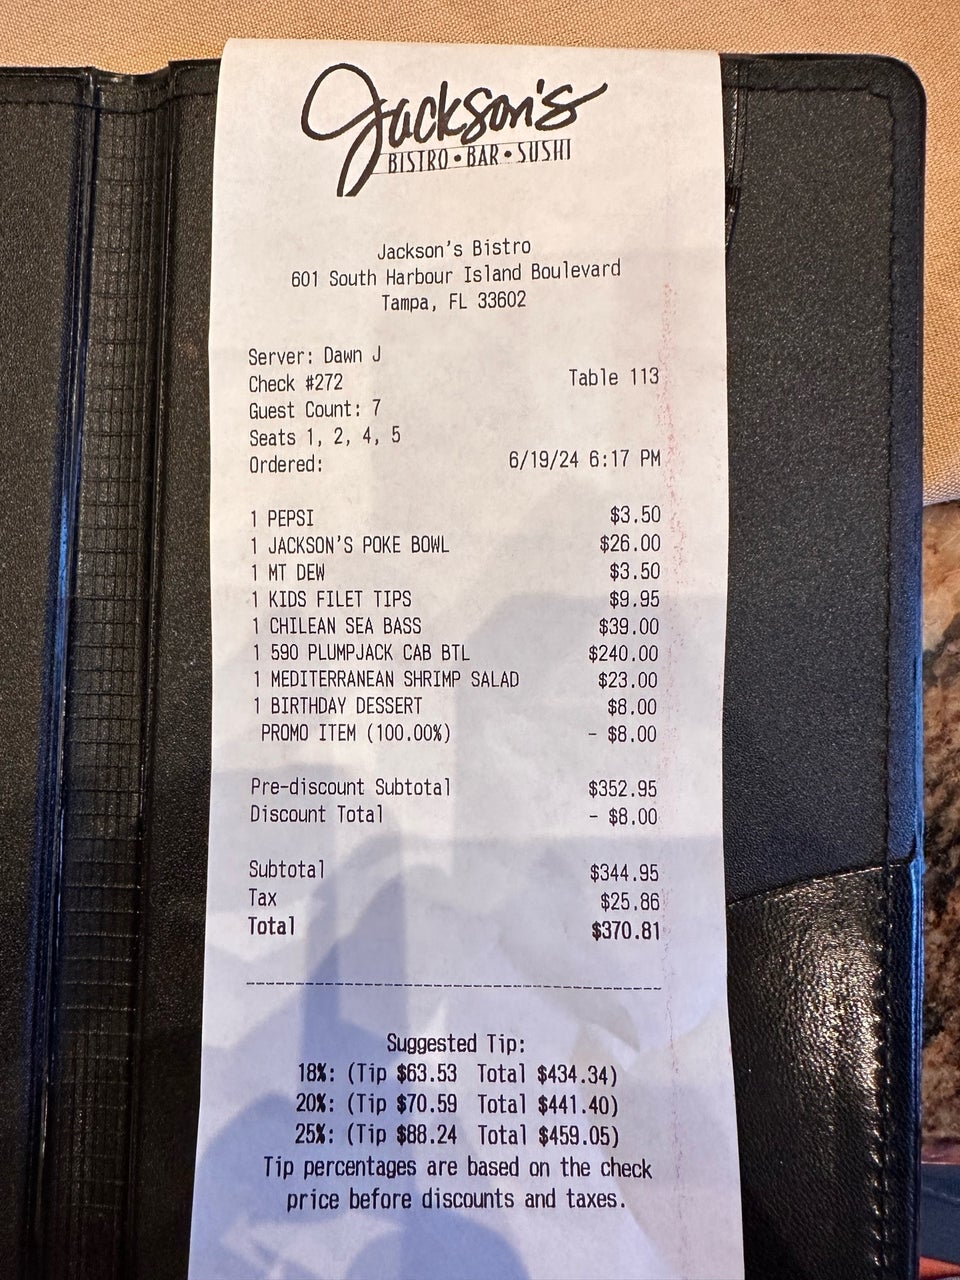 Jackson's
BISTRO • BAR • SUSHI
Jackson's Bistro
601 South Harbour Island Boulevard
Tampa, FL 33602
Server: Dawn J
Check #272 Table 113
Guest Count: 7
Seats 1, 2, 4, 5
Ordered: 6/19/24 6:17 PM
1 PEPSI $3.50
1 JACKSON'S POKE BOWL $26.00
1 MT DEW $3.50
1 KIDS FILET TIPS $9.95
1 CHILEAN SEA BASS $39.00
1 590 PLUMPJACK CAB BTL $240.00
1 MEDITERRANEAN SHRIMP SALAD $23.00
1 BIRTHDAY DESSERT $8.00
PROMO ITEM (100.00%) - $8.00
Pre-discount Subtotal $352.95
Discount Total - $8.00
Subtotal $344.95
Tax $25.86
Total $370.81
Suggested Tip:
18%: (Tip $63.53 Total $434.34)
20%: (Tip $70.59 Total $441.40)
25%: (Tip $88.24 Total $459.05)
Tip percentages are based on the check
price before discounts and taxes.